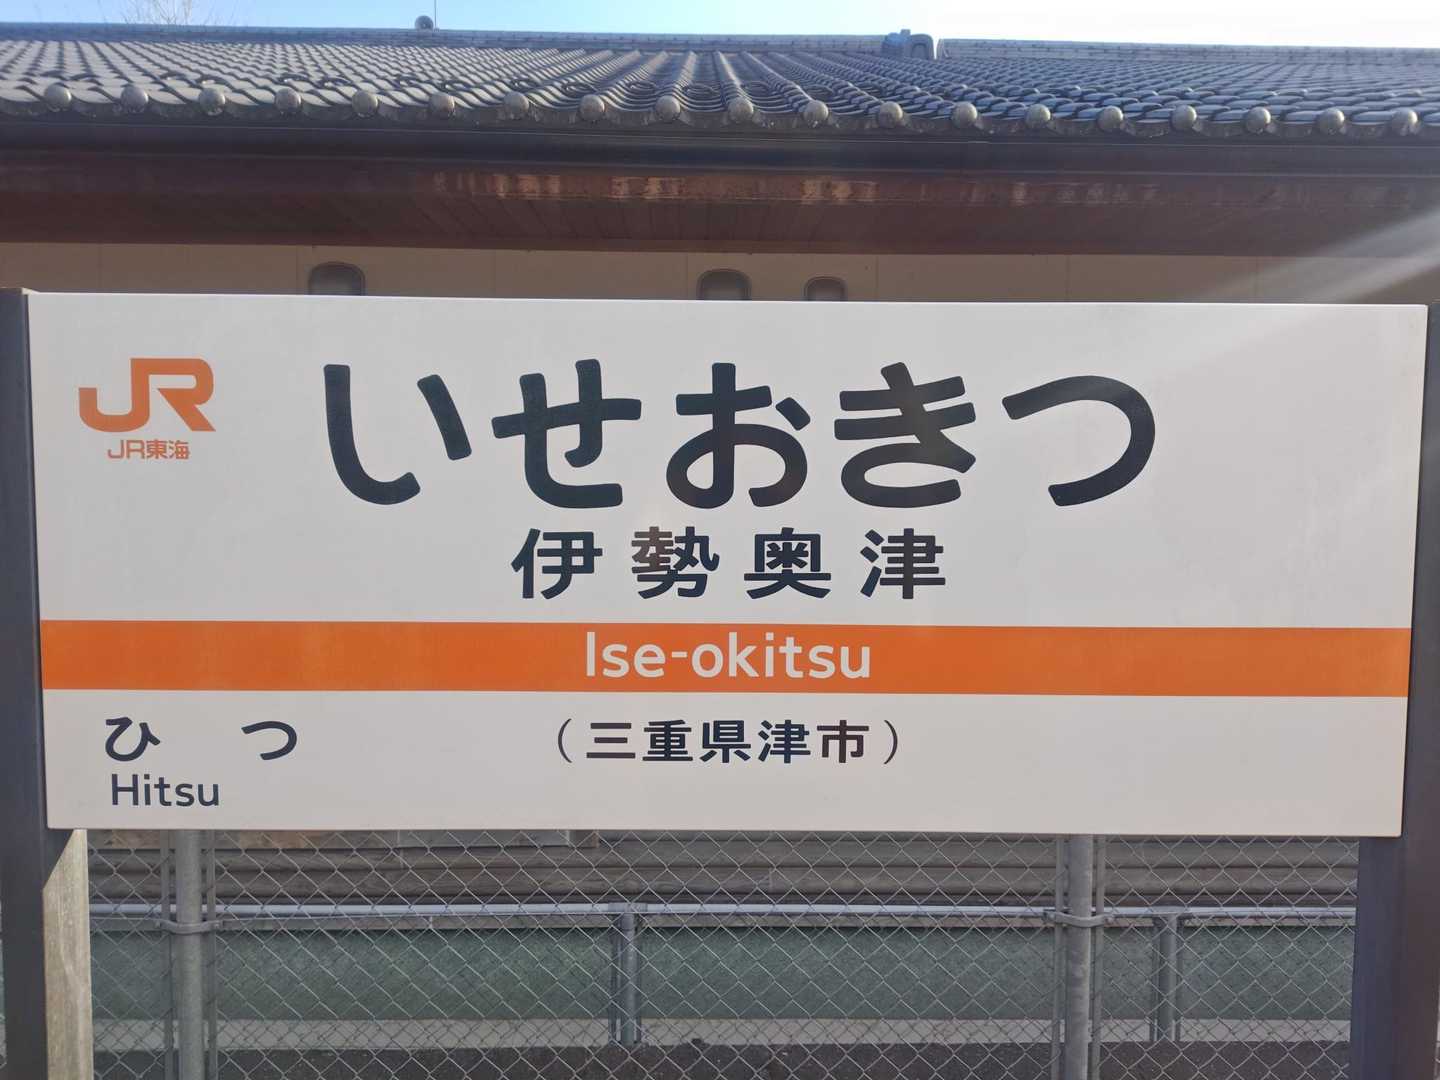 JR
JR東海
いせおきつ
伊勢奥津
Ise-okitsu
ひつ
Hitsu
（三重県津市）